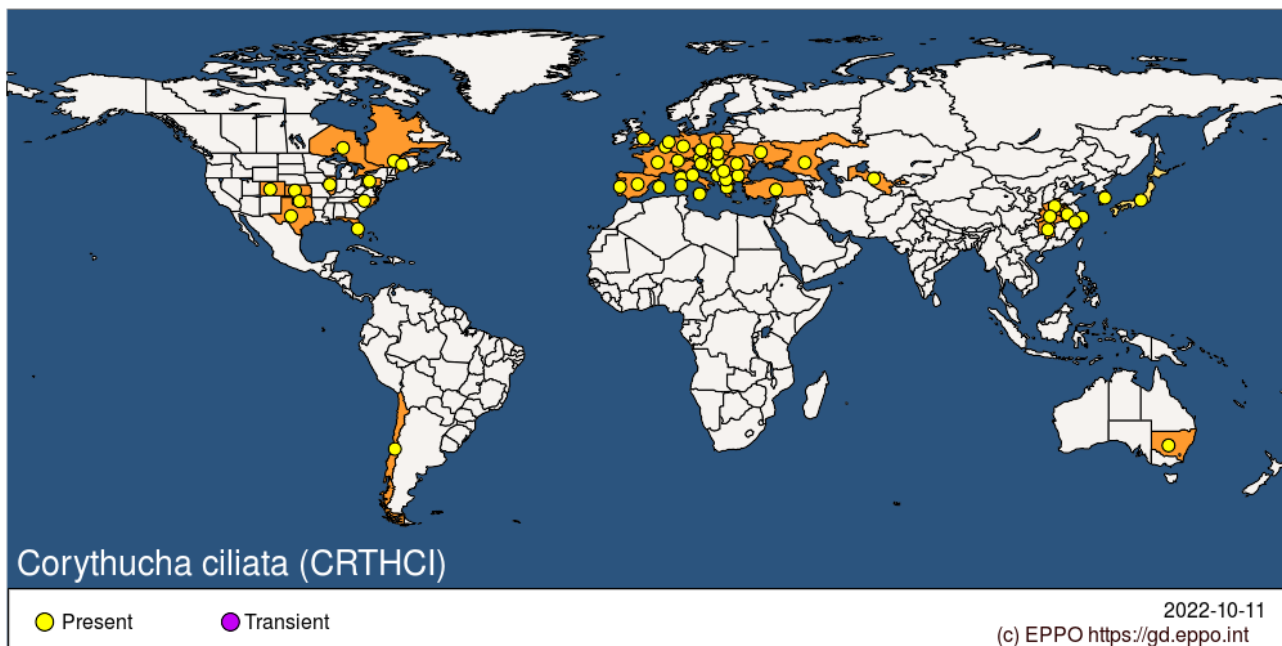 Corythucha ciliata (CRTHCI)
Present
Transient
2022-10-11
(c) EPPO https://gd.eppo.int